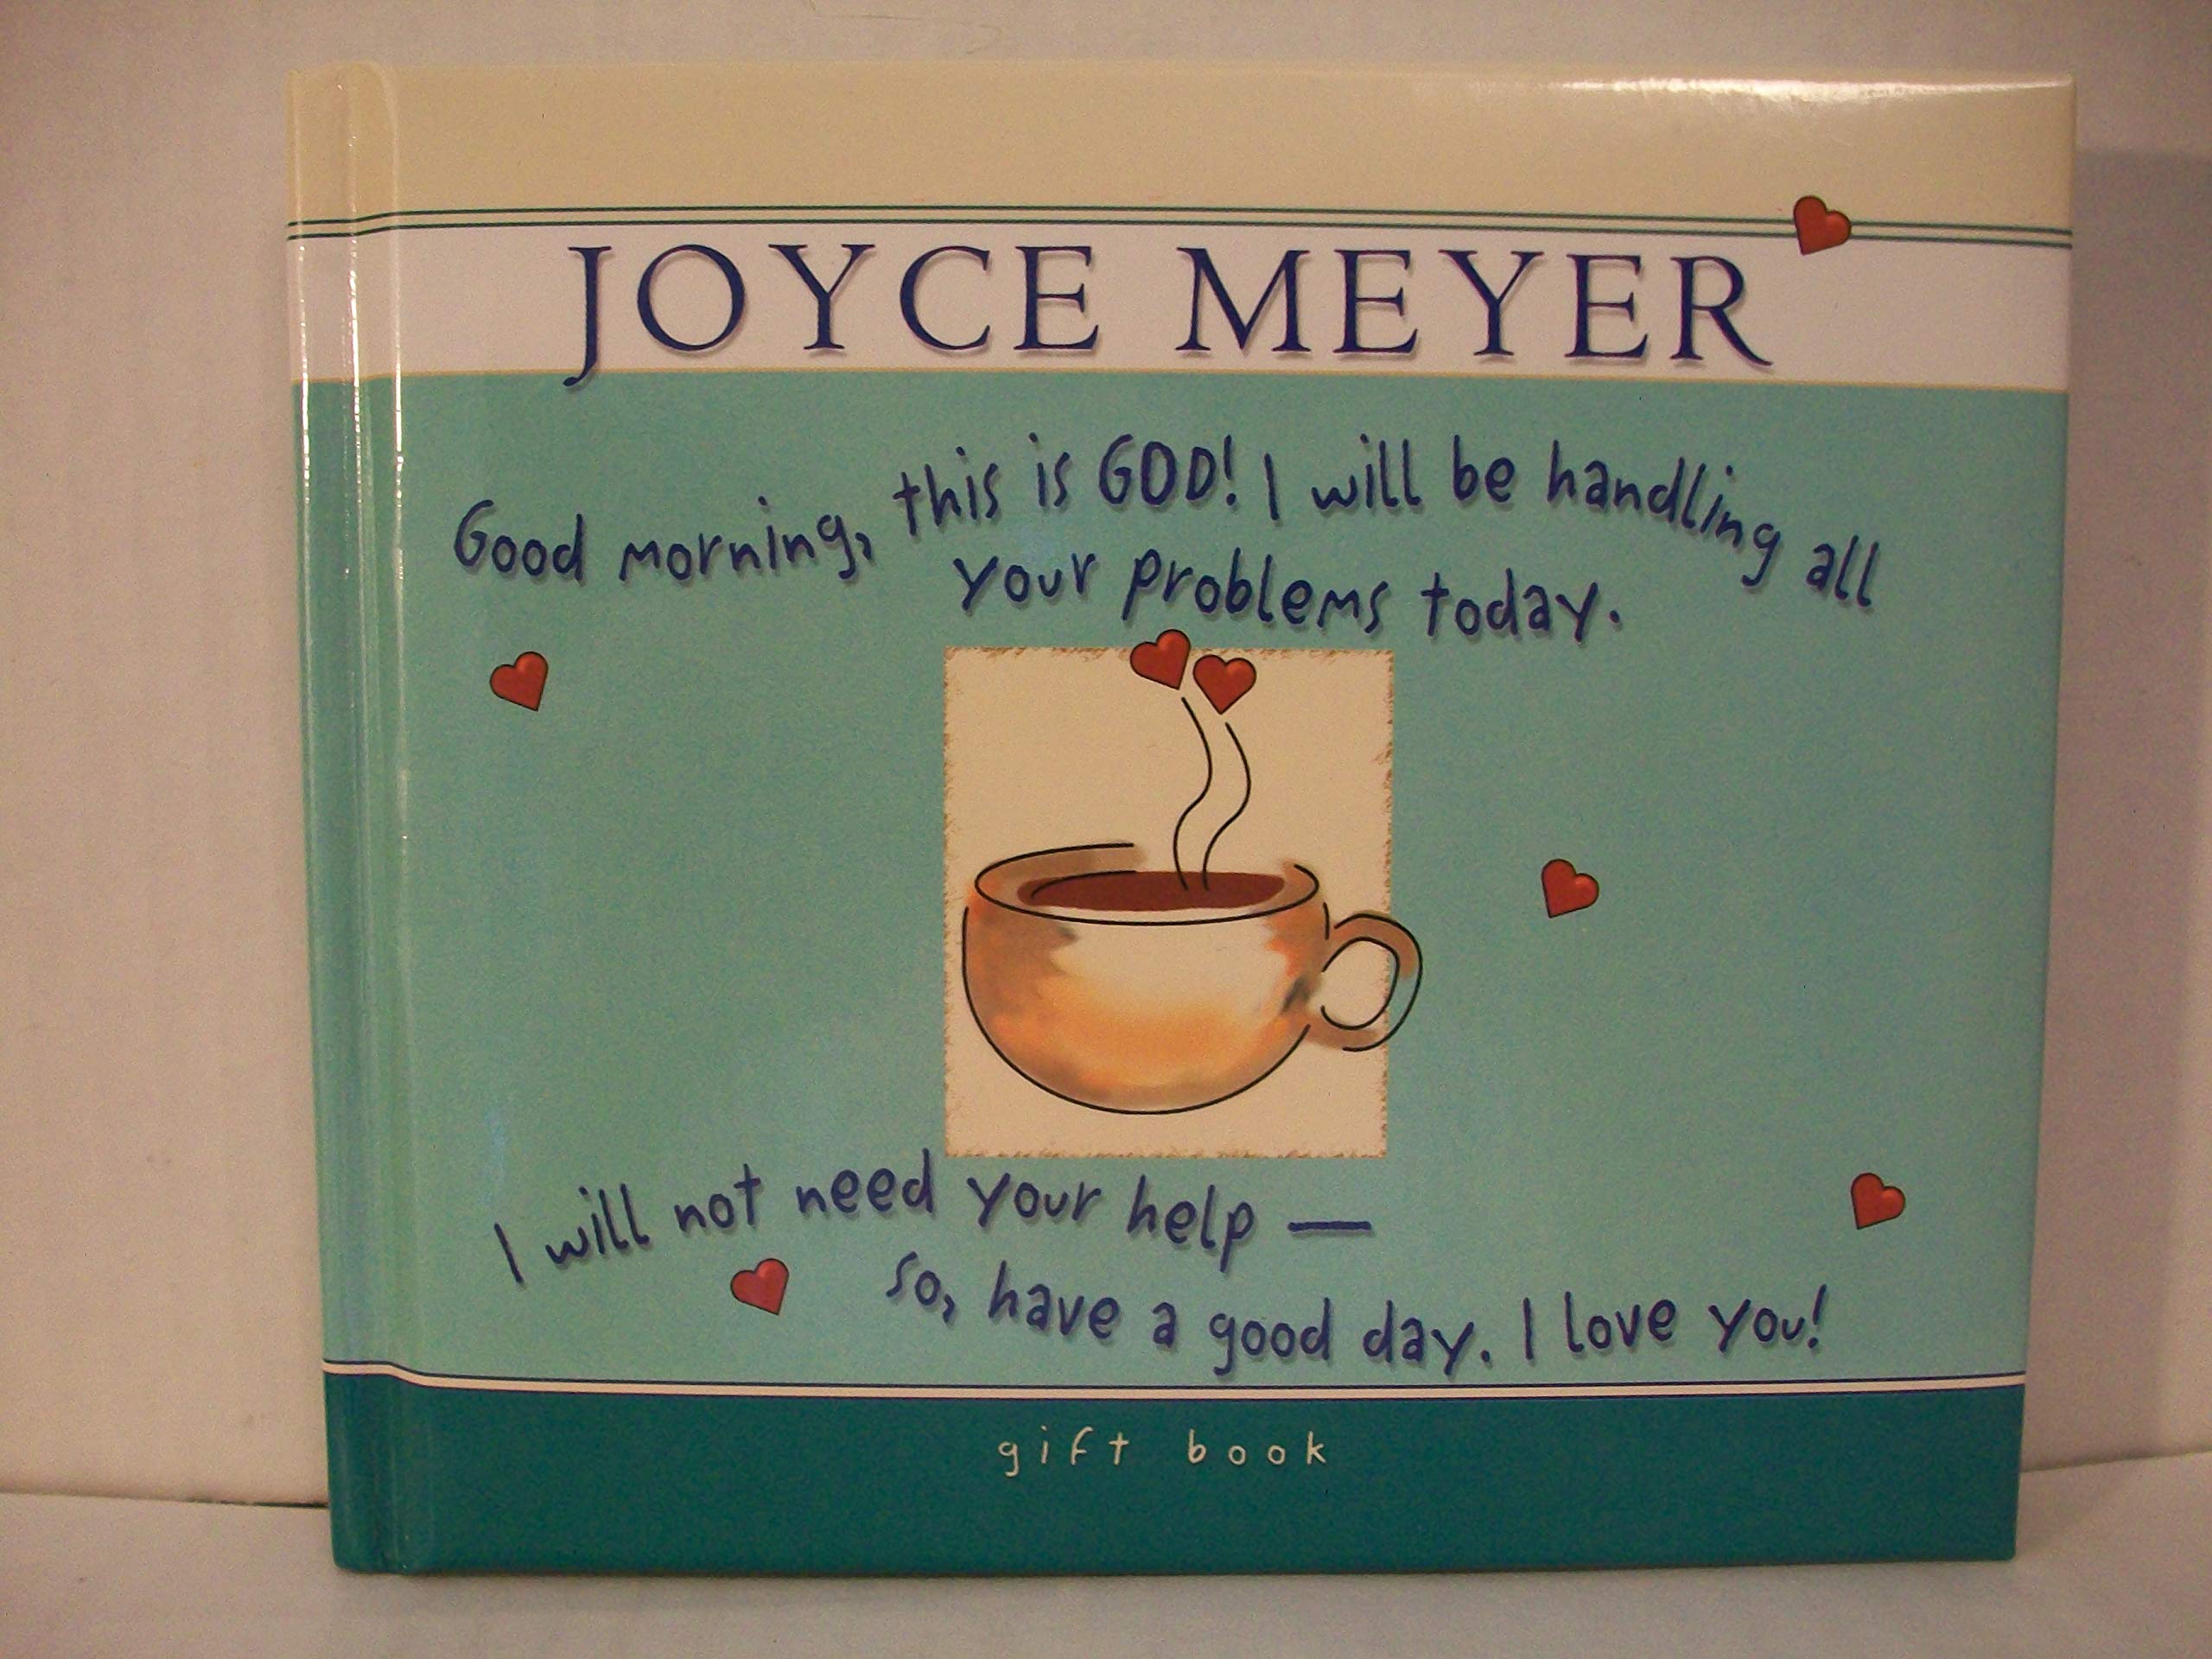 JOYCE MEYER
Good morning, this is GOD! I will be handling all
your problems today.
I will not need your help —
so, have a good day. I love you!
gift book